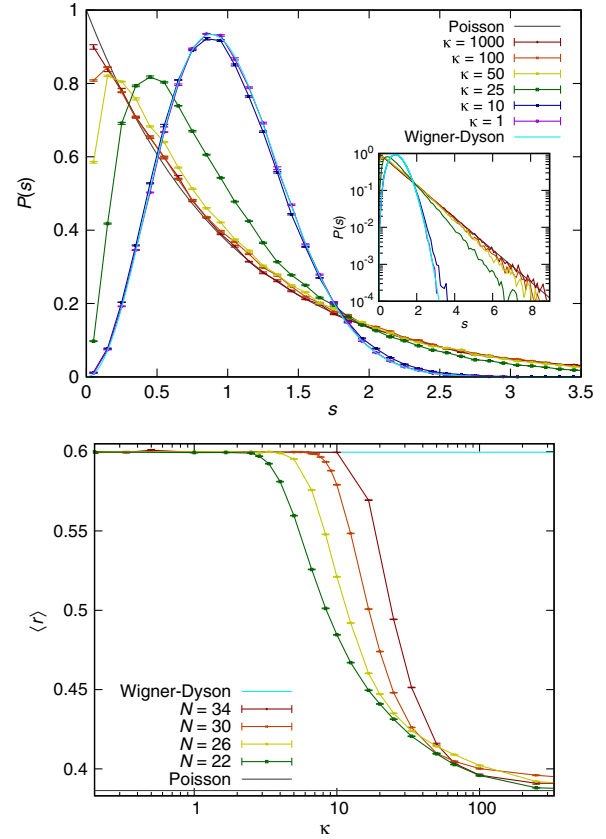 Poisson
κ = 1000
κ = 100
κ = 50
κ = 25
κ = 10
κ = 1
Wigner-Dyson
P(s)
1
0.8
0.6
0.4
0.2
0
0 0.5 1 1.5 2 2.5 3 3.5
s
P(s)
10^0
10^-1
10^-2
10^-3
10^-4
0 2 4 6 8
s
⟨r⟩
0.6
0.55
0.5
0.45
0.4
Wigner-Dyson
N = 34
N = 30
N = 26
N = 22
Poisson
1 10 100
κ